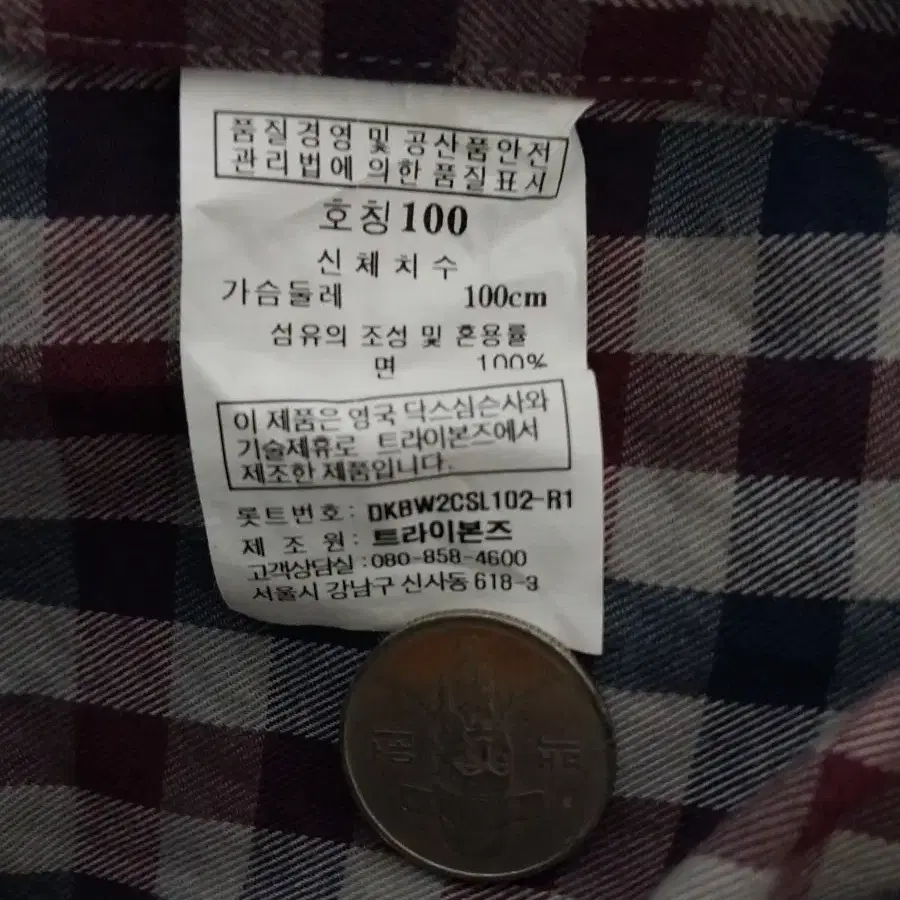 품질경영 및 공산품안전
관리법에 의한 품질표시
호칭 100
신체치수
가슴둘레 100cm
섬유의 조성 및 혼용률
면 100%
이 제품은 영국 닥스심슨사와
기술제휴로 트라이본즈에서
제조한 제품입니다.
롯트번호 : DKBW2CSL102-R1
제 조 원 : 트라이본즈
고객상담실 : 080-858-4600
서울시 강남구 신사동 618-3